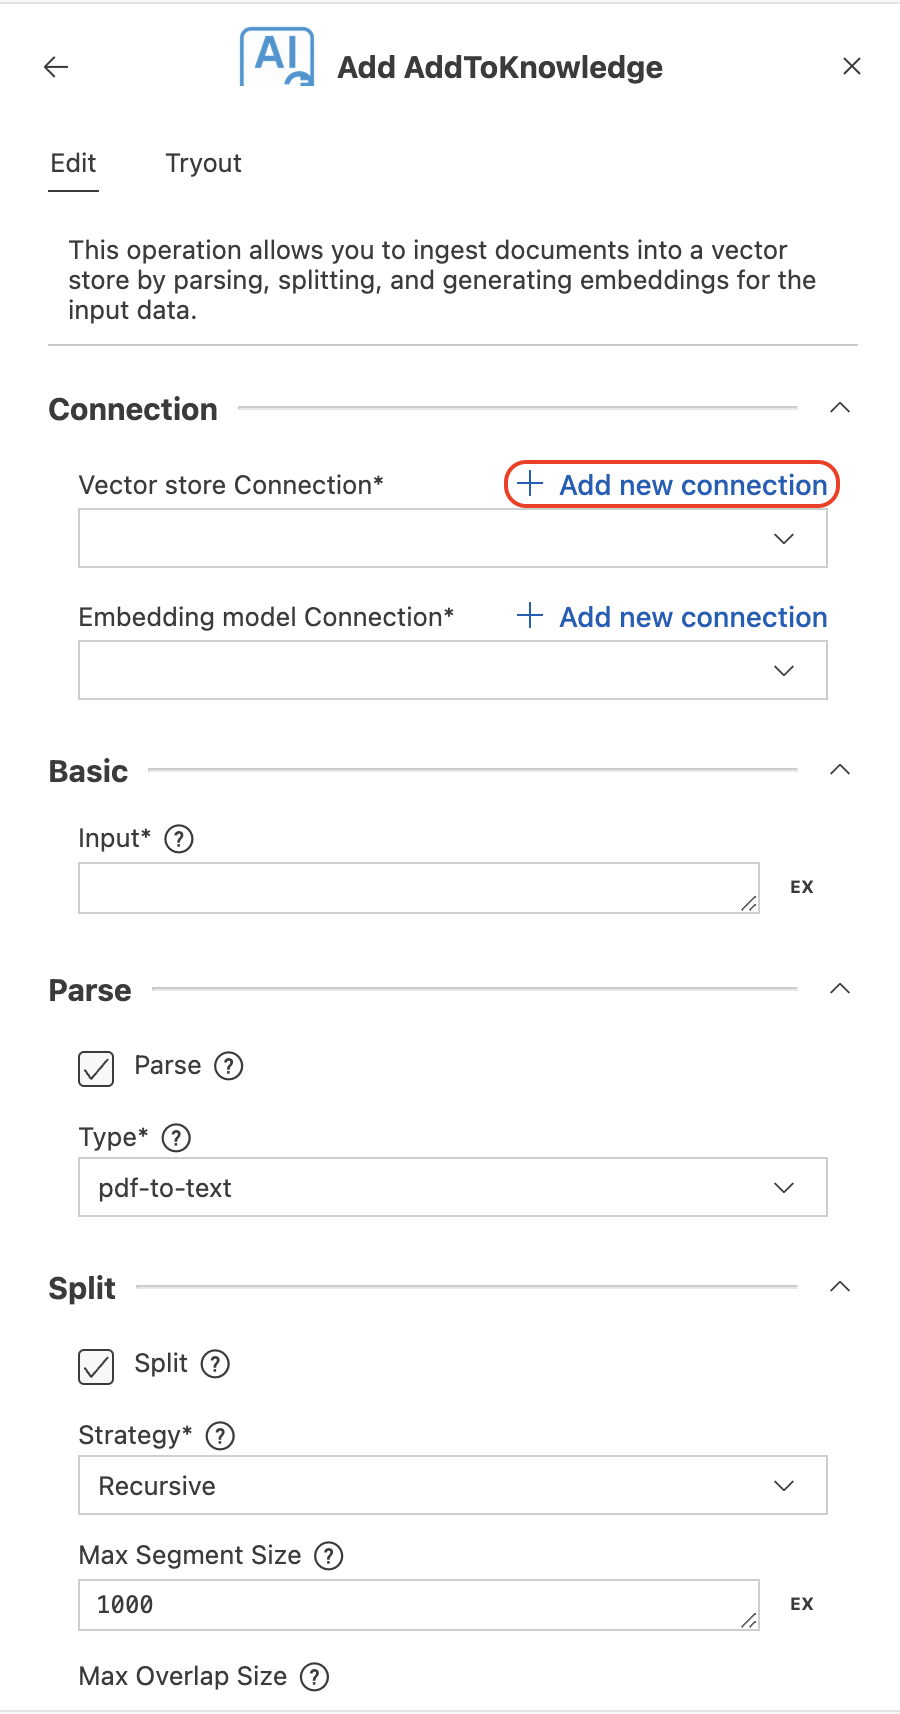 AI
Add AddToKnowledge
Edit
Tryout
This operation allows you to ingest documents into a vector
store by parsing, splitting, and generating embeddings for the
input data.
Connection
Vector store Connection*
+ Add new connection
Embedding model Connection*
+ Add new connection
Basic
Input* ?
EX
Parse
Parse ?
Type* ?
pdf-to-text
Split
Split ?
Strategy* ?
Recursive
Max Segment Size ?
1000
EX
Max Overlap Size ?